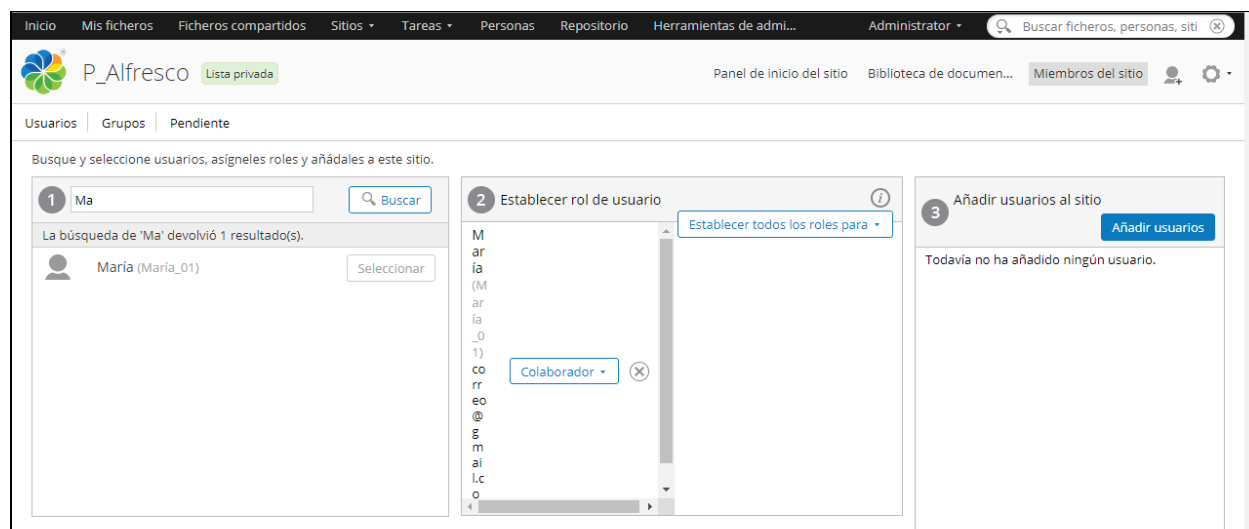 Inicio Mis ficheros Ficheros compartidos Sitios Tareas Personas Repositorio Herramientas de admi... Administrator Buscar ficheros, personas, siti
P_Alfresco Lista privada Panel de inicio del sitio Biblioteca de documen... Miembros del sitio
Usuarios Grupos Pendiente
Busque y seleccione usuarios, asígneles roles y añádales a este sitio.
1 Ma Buscar
La búsqueda de 'Ma' devolvió 1 resultado(s).
María (María_01) Seleccionar
2 Establecer rol de usuario i
Establecer todos los roles para
M
ar
ía
(M
ar
ía
_0
1)
co
rr
eo
@
g
m
ai
l.c
o
Colaborador
3 Añadir usuarios al sitio
Añadir usuarios
Todavía no ha añadido ningún usuario.